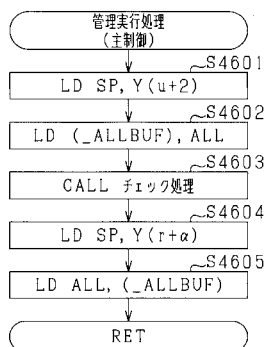 管理実行処理
(主制御)
S4601
LD SP, Y(u+2)
S4602
LD (_ALLBUF), ALL
S4603
CALL チェック処理
S4604
LD SP, Y(r+α)
S4605
LD ALL, (_ALLBUF)
RET